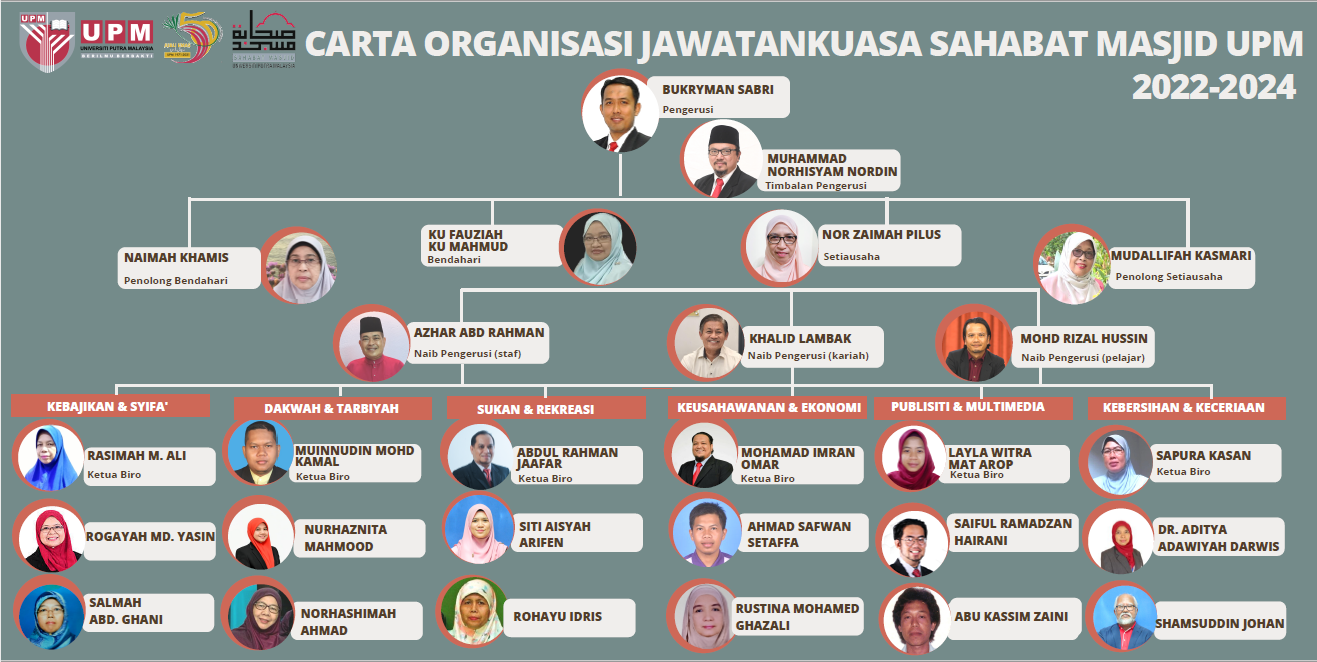 UPM
UNIVERSITI PUTRA MALAYSIA
BERILMU BERBAKTI
CARTA ORGANISASI JAWATANKUASA SAHABAT MASJID UPM
2022-2024
BUKRYMAN SABRI
Pengerusi
MUHAMMAD
NORHISYAM NORDIN
Timbalan Pengerusi
NAIMAH KHAMIS
Penolong Bendahari
KU FAUZIAH
KU MAHMUD
Bendahari
NOR ZAIMAH PILUS
Setiausaha
MUDALLIFAH KASMARI
Penolong Setiausaha
AZHAR ABD RAHMAN
Naib Pengerusi (staf)
KHALID LAMBAK
Naib Pengerusi (kariah)
MOHD RIZAL HUSSIN
Naib Pengerusi (pelajar)
KEBAJIKAN & SYIFA'
RASIMAH M. ALI
Ketua Biro
ROGAYAH MD. YASIN
SALMAH
ABD. GHANI
DAKWAH & TARBIYAH
MUINNUDIN MOHD
KAMAL
Ketua Biro
NURHAZNITA
MAHMOOD
NORHASHIMAH
AHMAD
SUKAN & REKREASI
ABDUL RAHMAN
JAAFAR
Ketua Biro
SITI AISYAH
ARIFEN
ROHAYU IDRIS
KEUSAHAWANAN & EKONOMI
MOHAMAD IMRAN
OMAR
Ketua Biro
AHMAD SAFWAN
SETAFFA
RUSTINA MOHAMED
GHAZALI
PUBLISITI & MULTIMEDIA
LAYLA WITRA
MAT AROP
Ketua Biro
SAIFUL RAMADZAN
HAIRANI
ABU KASSIM ZAINI
KEBERSIHAN & KECERIAAN
SAPURA KASAN
Ketua Biro
DR. ADITYA
ADAWIYAH DARWIS
SHAMSUDDIN JOHAN